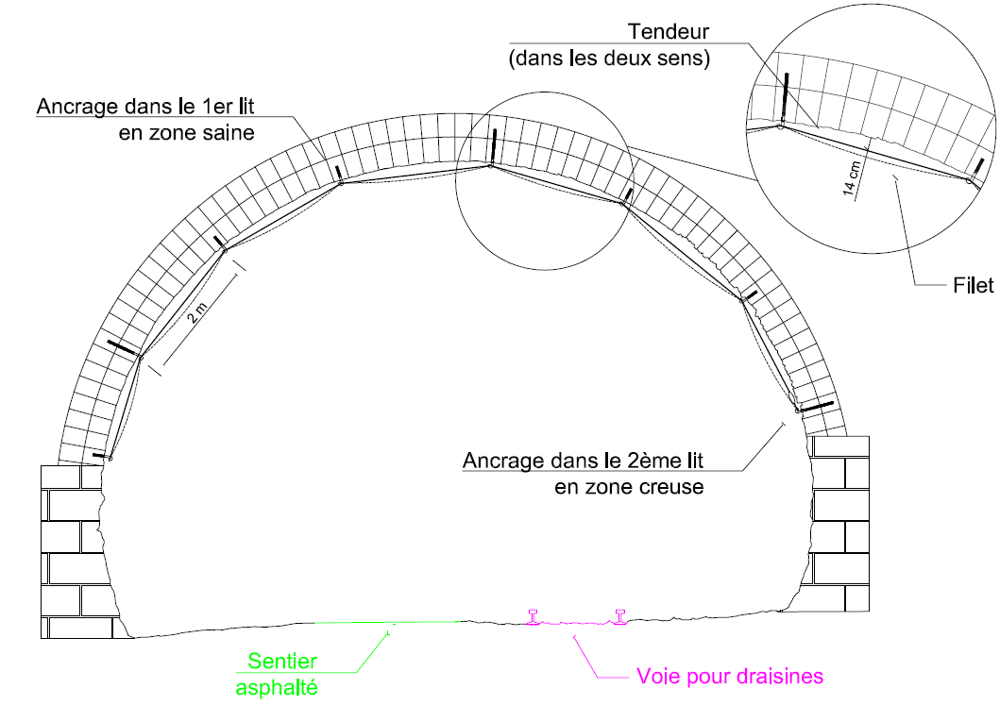 Tendeur
(dans les deux sens)
Ancrage dans le 1er lit
en zone saine
14 cm
Filet
2 m
Ancrage dans le 2ème lit
en zone creuse
Sentier
asphalté
Voie pour draisines